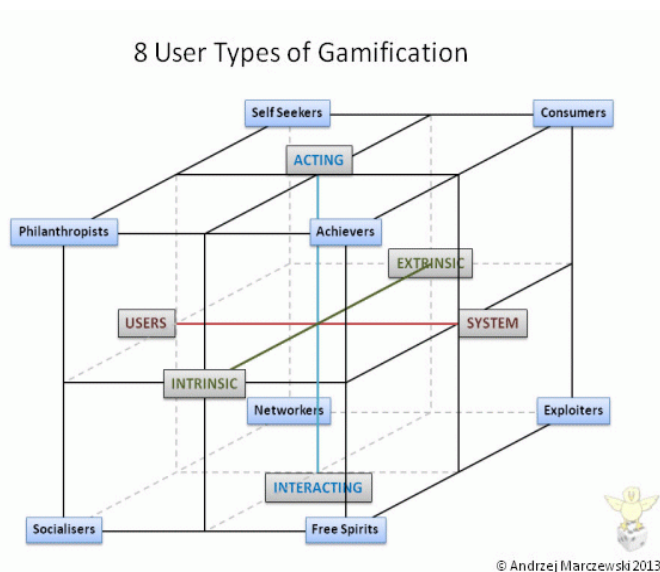 8 User Types of Gamification
Self Seekers
Consumers
ACTING
Philanthropists
Achievers
EXTRINSIC
USERS
SYSTEM
INTRINSIC
Networkers
Exploiters
INTERACTING
Socialisers
Free Spirits
© Andrzej Marczewski 2013